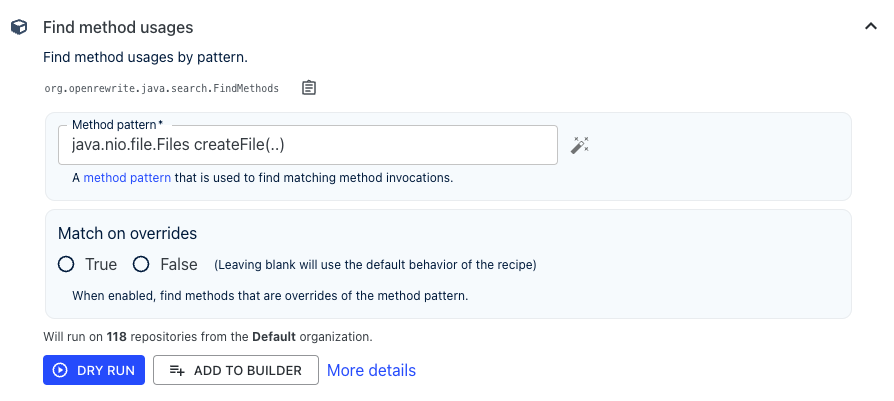 Find method usages
Find method usages by pattern.
org.openrewrite.java.search.FindMethods
Method pattern*
java.nio.file.Files createFile(..)
A method pattern that is used to find matching method invocations.
Match on overrides
True False (Leaving blank will use the default behavior of the recipe)
When enabled, find methods that are overrides of the method pattern.
Will run on 118 repositories from the Default organization.
DRY RUN ADD TO BUILDER More details